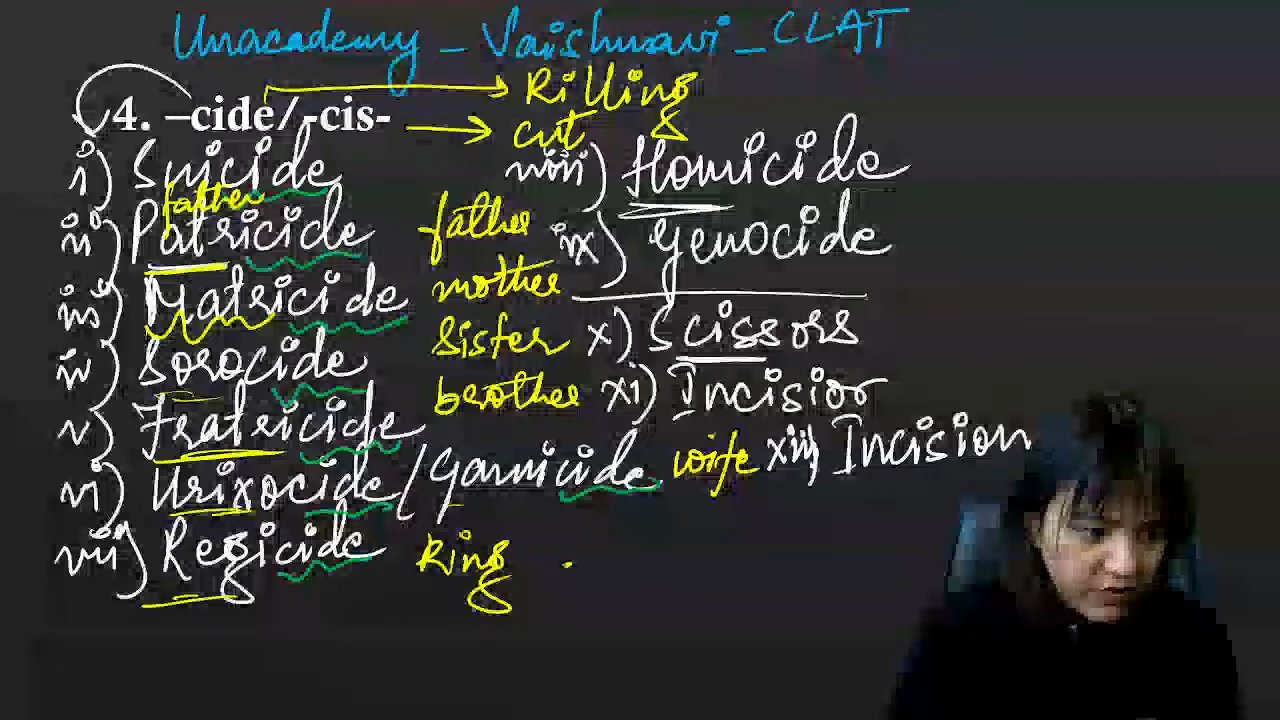 Unacademy - Vaishnavi - CLAT
4. –cide/-cis-
Killing
cut
i) Suicide
father
ii) Patricide father
iii) Matricide mother
iv) Sorocide sister
v) Fratricide brother
vi) Urixocide/Gamicide wife
vii) Regicide King
viii) Homicide
ix) Genocide
x) Scissors
xi) Incisior
xii) Incision